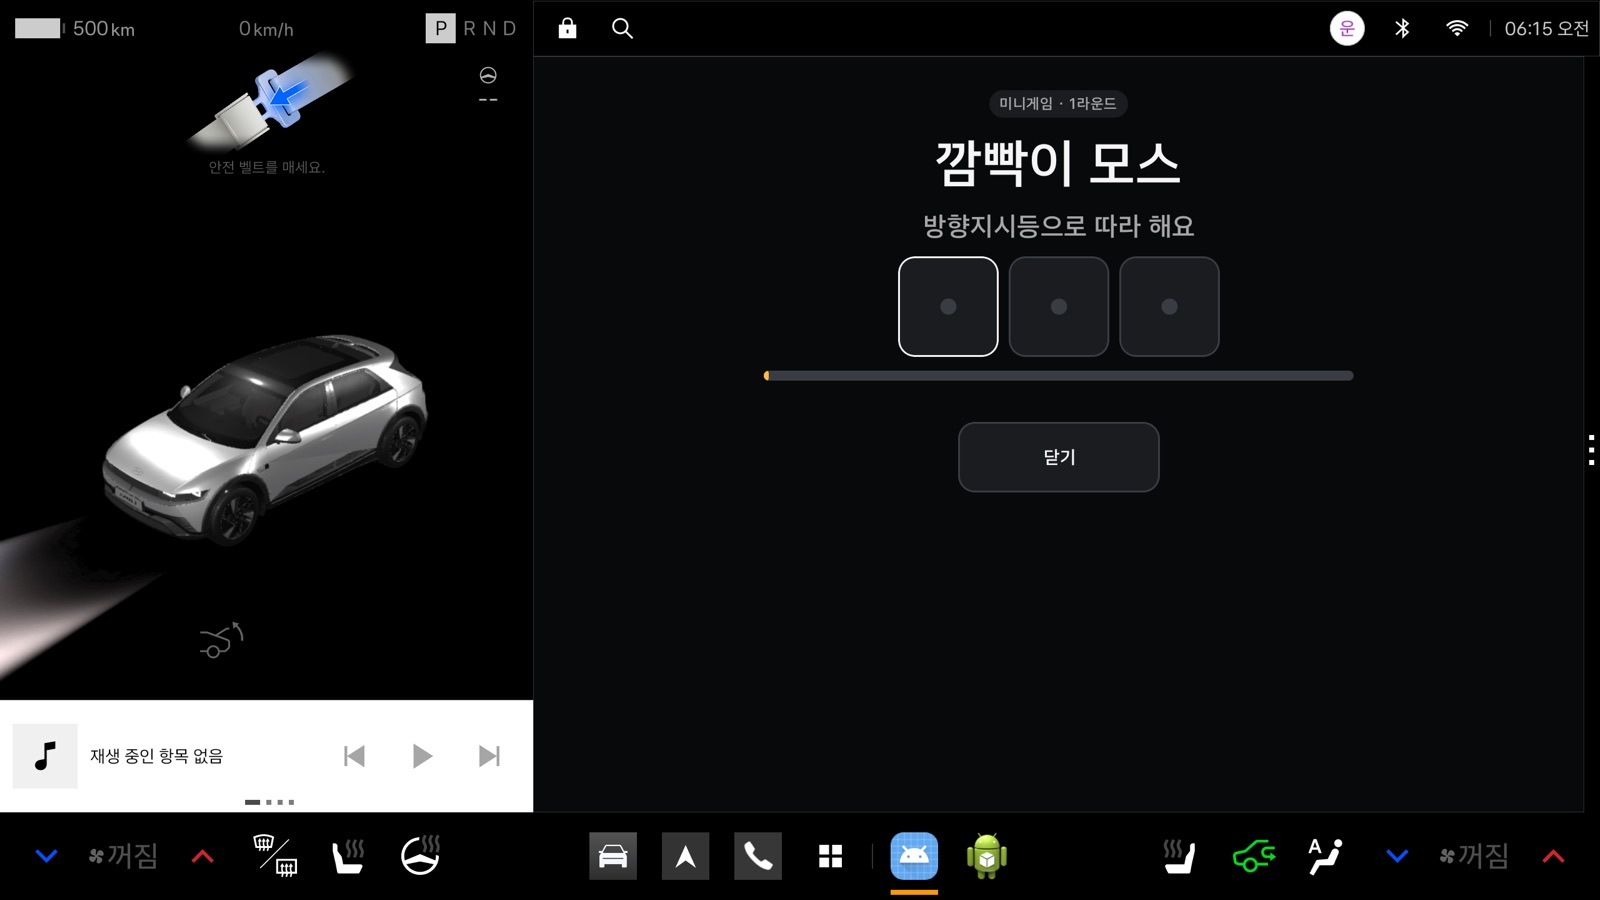 500 km
0 km/h
P R N D
운
06:15 오전
안전 벨트를 매세요.
미니게임 · 1라운드
깜빡이 모스
방향지시등으로 따라 해요
닫기
재생 중인 항목 없음
꺼짐
A
꺼짐